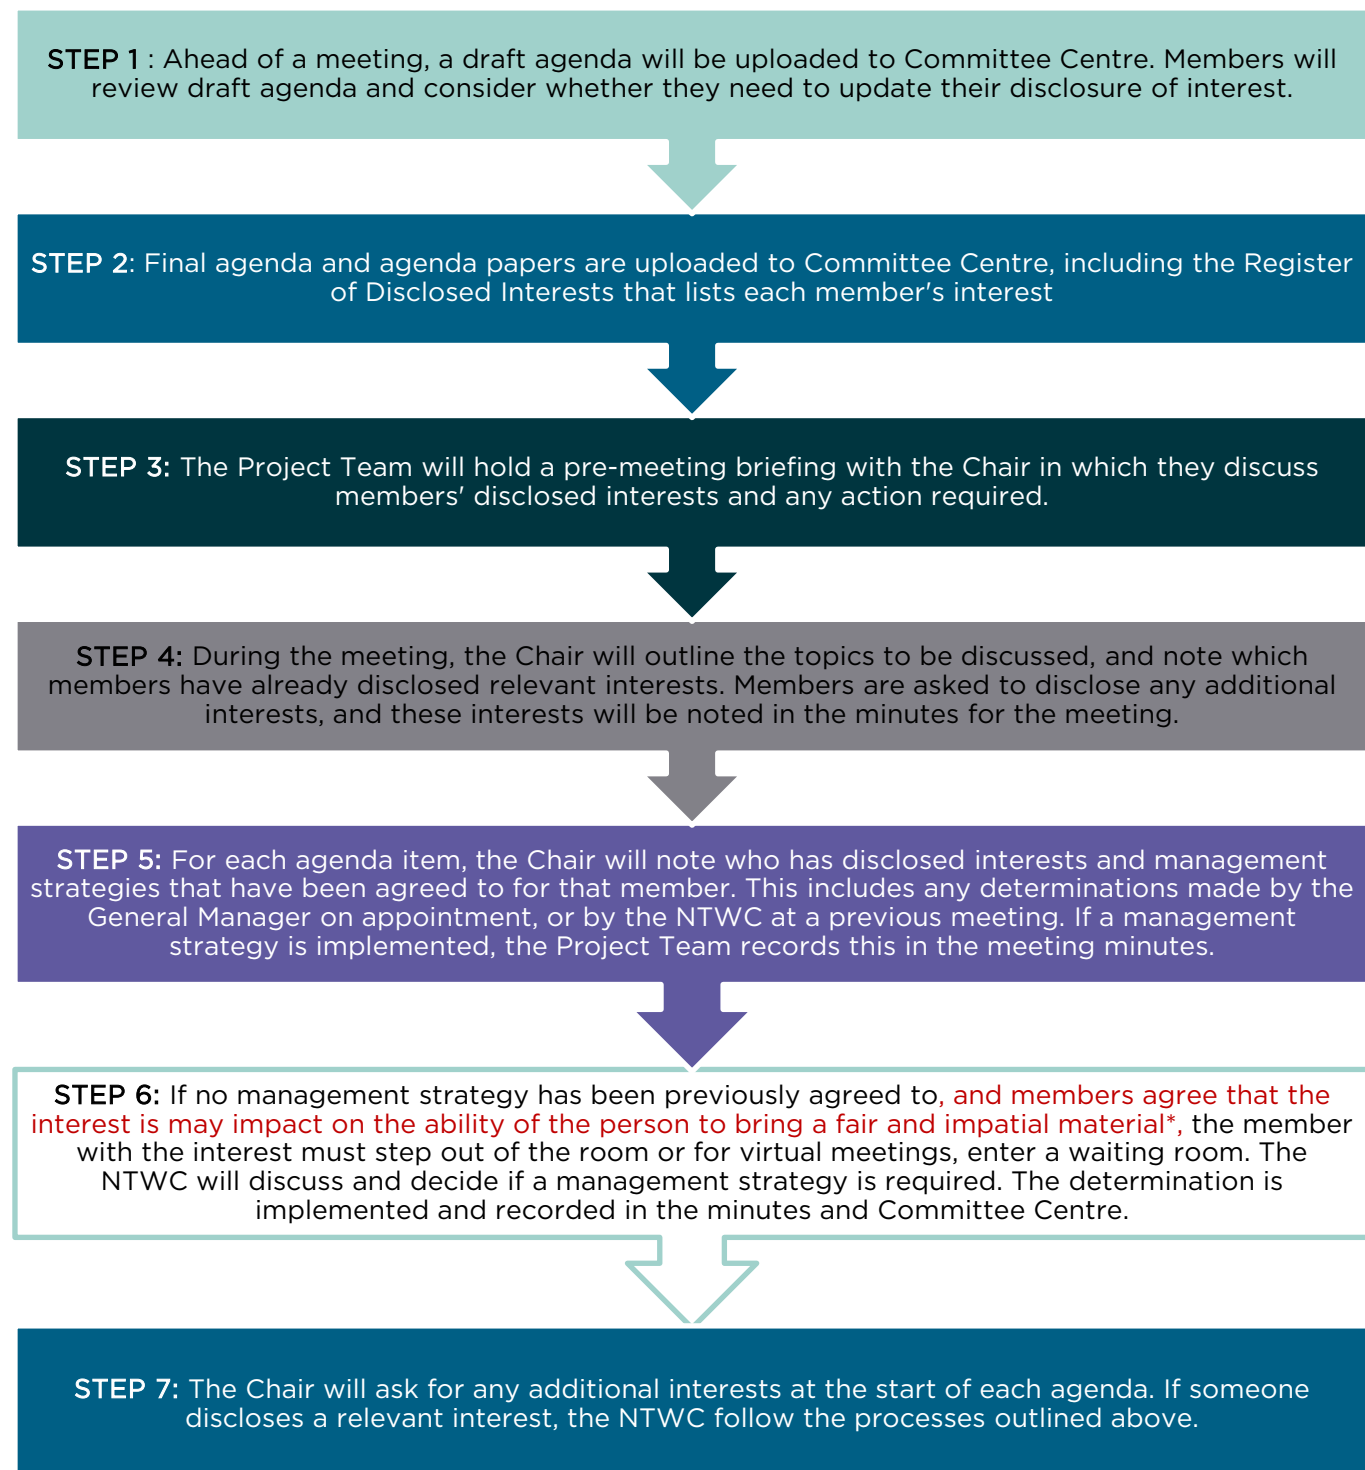 STEP 1 : Ahead of a meeting, a draft agenda will be uploaded to Committee Centre. Members will
review draft agenda and consider whether they need to update their disclosure of interest.
STEP 2: Final agenda and agenda papers are uploaded to Committee Centre, including the Register
of Disclosed Interests that lists each member's interest
STEP 3: The Project Team will hold a pre-meeting briefing with the Chair in which they discuss
members' disclosed interests and any action required.
STEP 4: During the meeting, the Chair will outline the topics to be discussed, and note which
members have already disclosed relevant interests. Members are asked to disclose any additional
interests, and these interests will be noted in the minutes for the meeting.
STEP 5: For each agenda item, the Chair will note who has disclosed interests and management
strategies that have been agreed to for that member. This includes any determinations made by the
General Manager on appointment, or by the NTWC at a previous meeting. If a management
strategy is implemented, the Project Team records this in the meeting minutes.
STEP 6: If no management strategy has been previously agreed to, and members agree that the
interest is may impact on the ability of the person to bring a fair and impatial material*, the member
with the interest must step out of the room or for virtual meetings, enter a waiting room. The
NTWC will discuss and decide if a management strategy is required. The determination is
implemented and recorded in the minutes and Committee Centre.
STEP 7: The Chair will ask for any additional interests at the start of each agenda. If someone
discloses a relevant interest, the NTWC follow the processes outlined above.